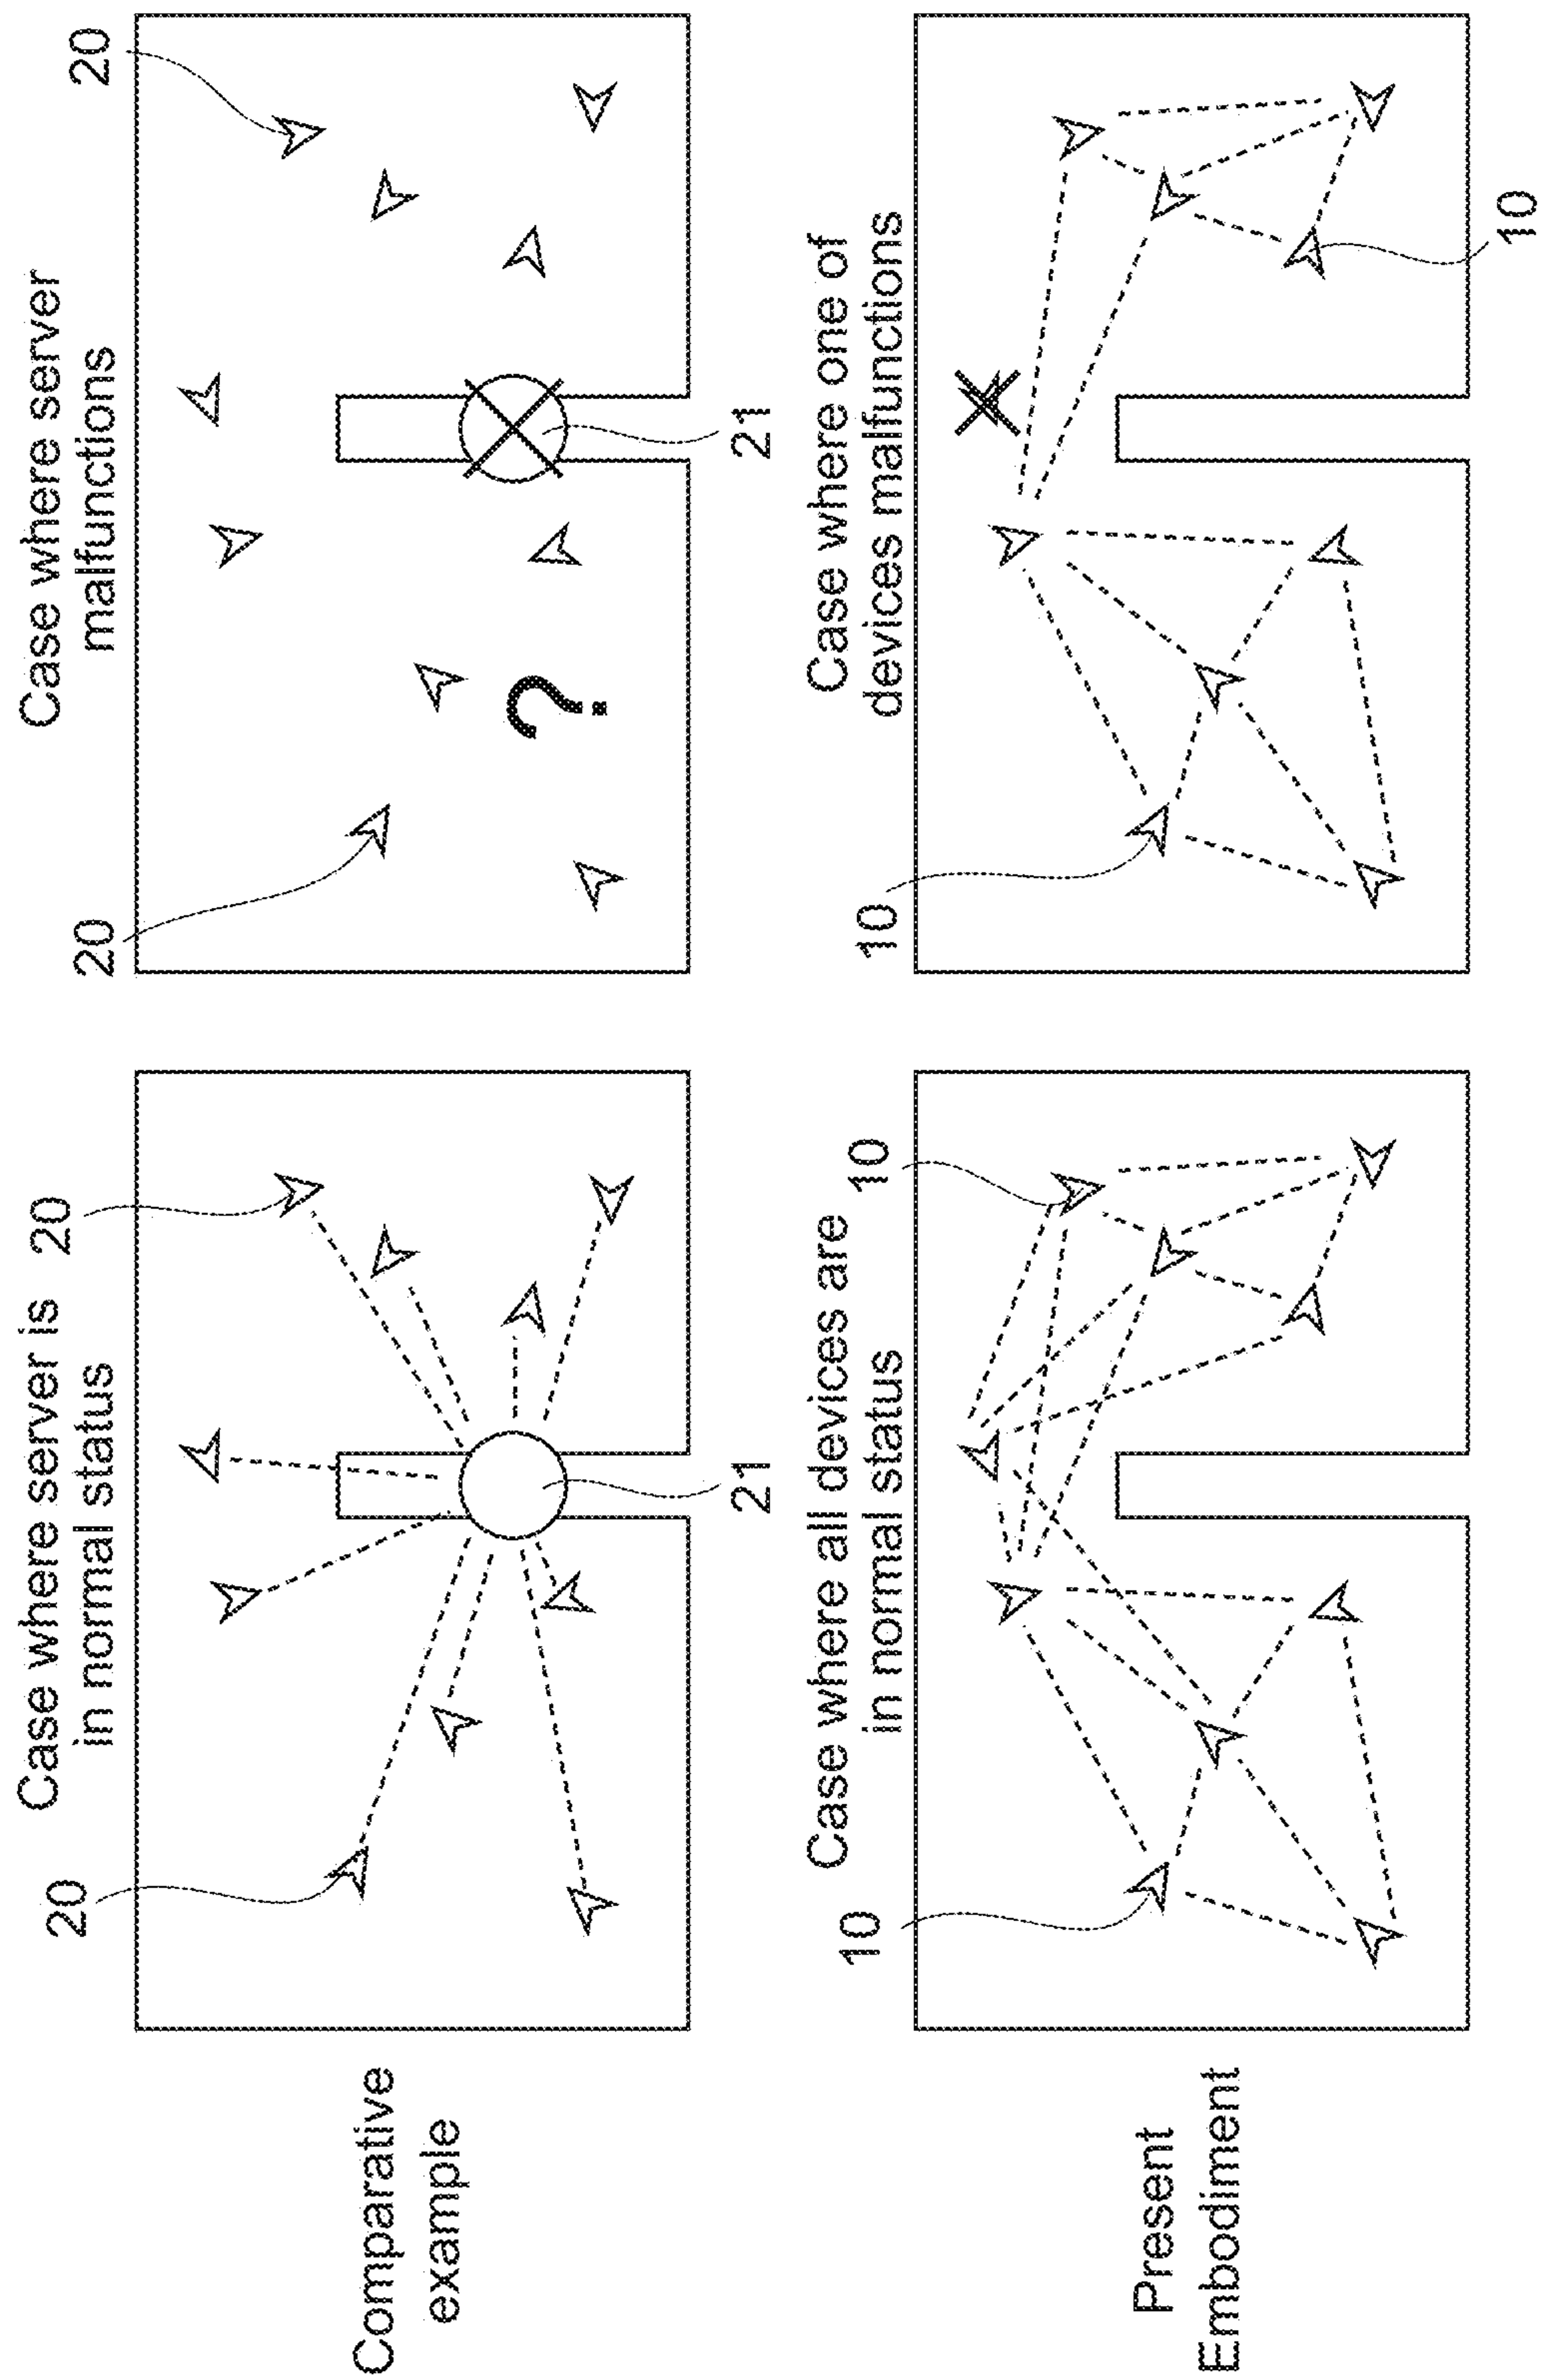 Case where server is
in normal status
20
20
21
Case where server
malfunctions
20
20
?
21
Comparative
example
Case where all devices are
in normal status
10
10
Case where one of
devices malfunctions
10
10
Present
Embodiment